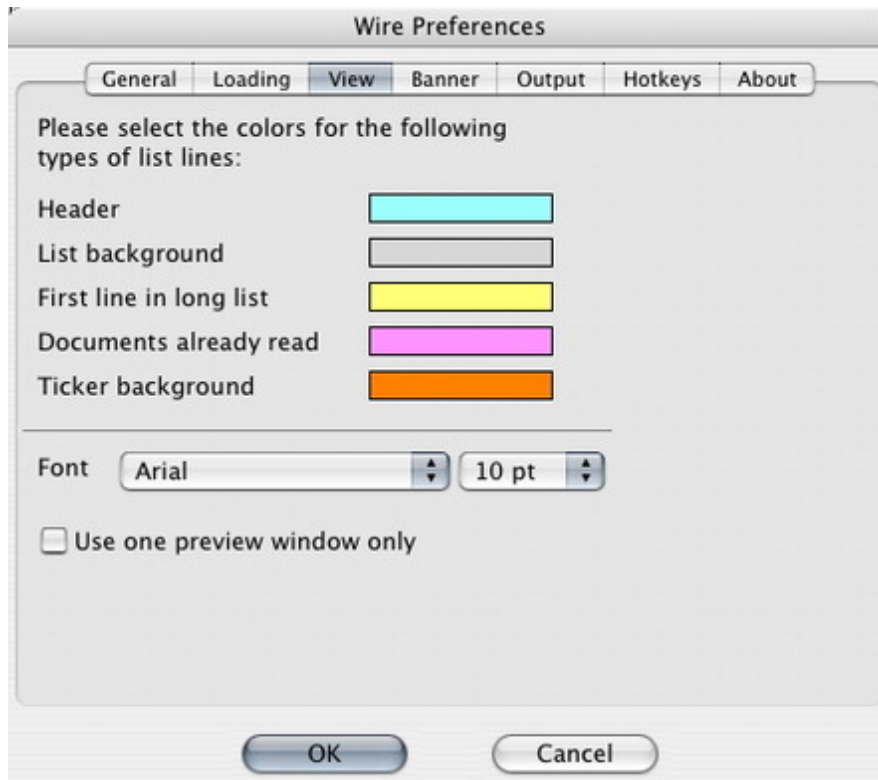 Wire Preferences
General Loading View Banner Output Hotkeys About
Please select the colors for the following
types of list lines:
Header
List background
First line in long list
Documents already read
Ticker background
Font Arial 10 pt
Use one preview window only
OK Cancel